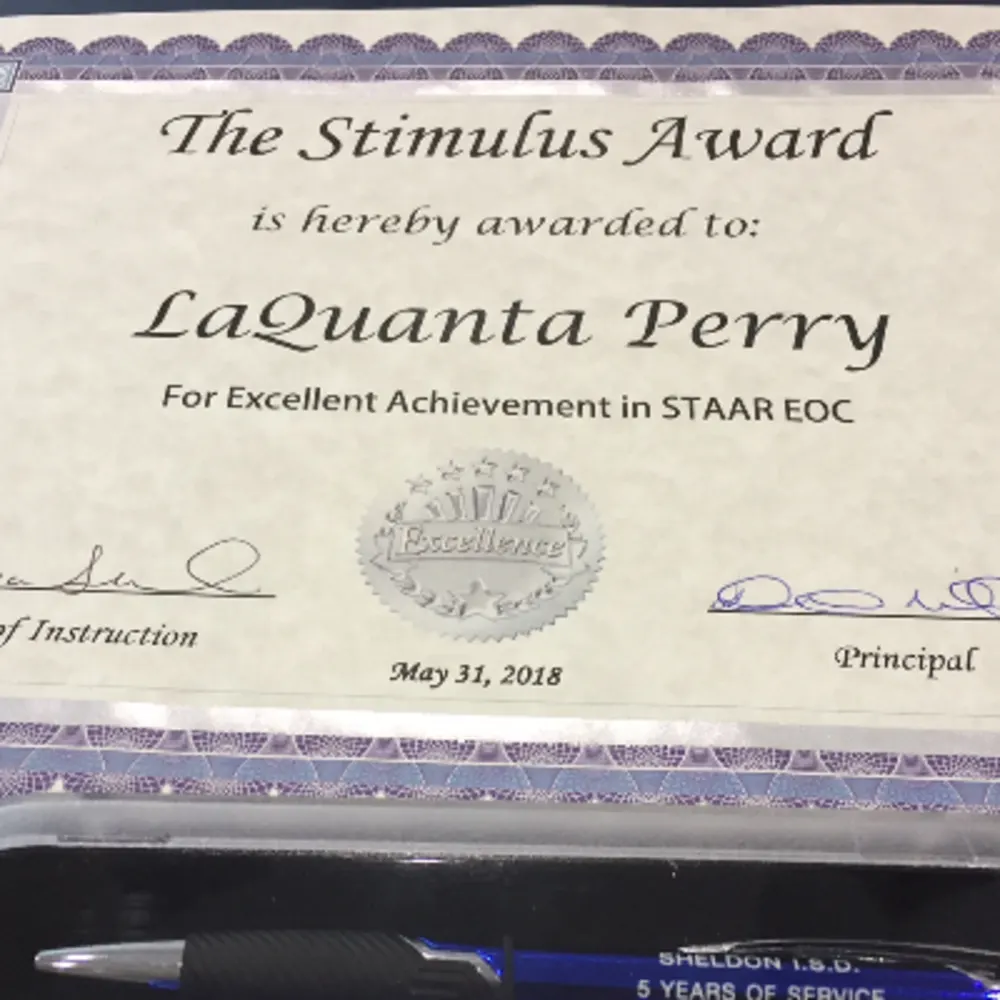 The Stimulus Award
is hereby awarded to:
LaQuanta Perry
For Excellent Achievement in STAAR EOC
Excellence
of Instruction
Principal
May 31, 2018
SHELDON I.S.D.
5 YEARS OF SERVICE